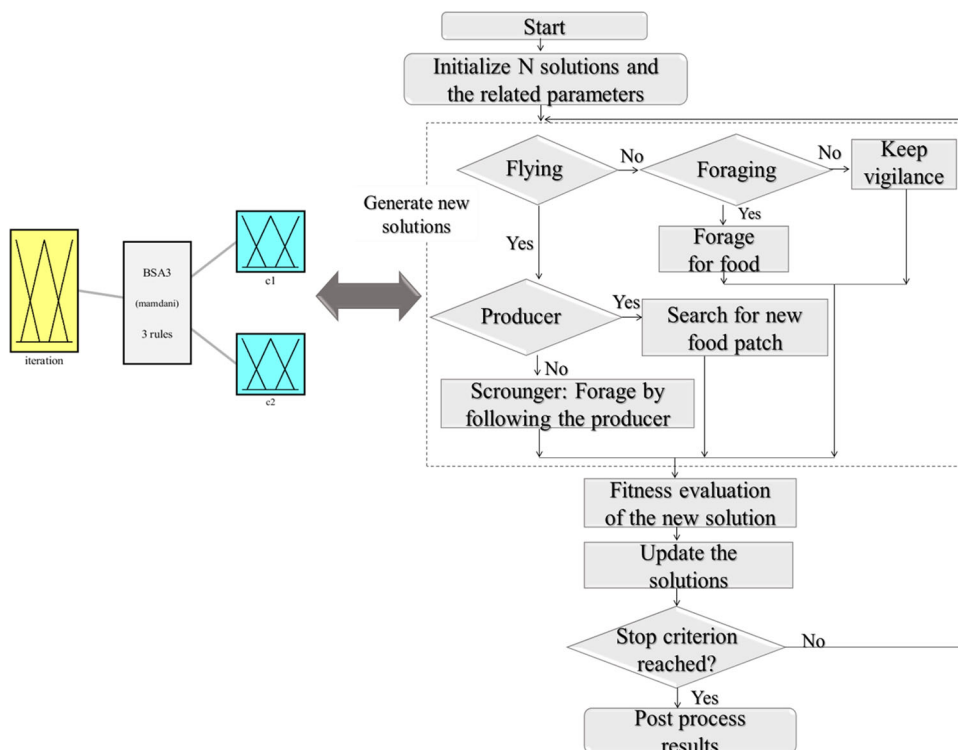 Start
Initialize N solutions and
the related parameters
Generate new
solutions
Flying
No
Foraging
No
Keep
vigilance
Yes
Yes
Forage
for food
Producer
Yes
Search for new
food patch
No
Scrounger: Forage by
following the producer
iteration
BSA3
(mamdani)
3 rules
c1
c2
Fitness evaluation
of the new solution
Update the
solutions
Stop criterion
reached?
No
Yes
Post process
results